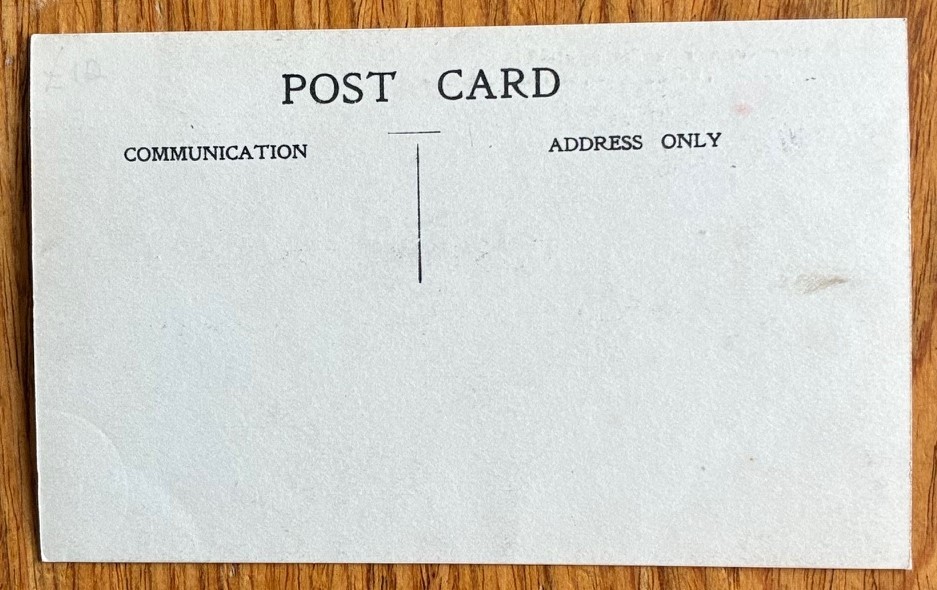 POST CARD
COMMUNICATION
ADDRESS ONLY